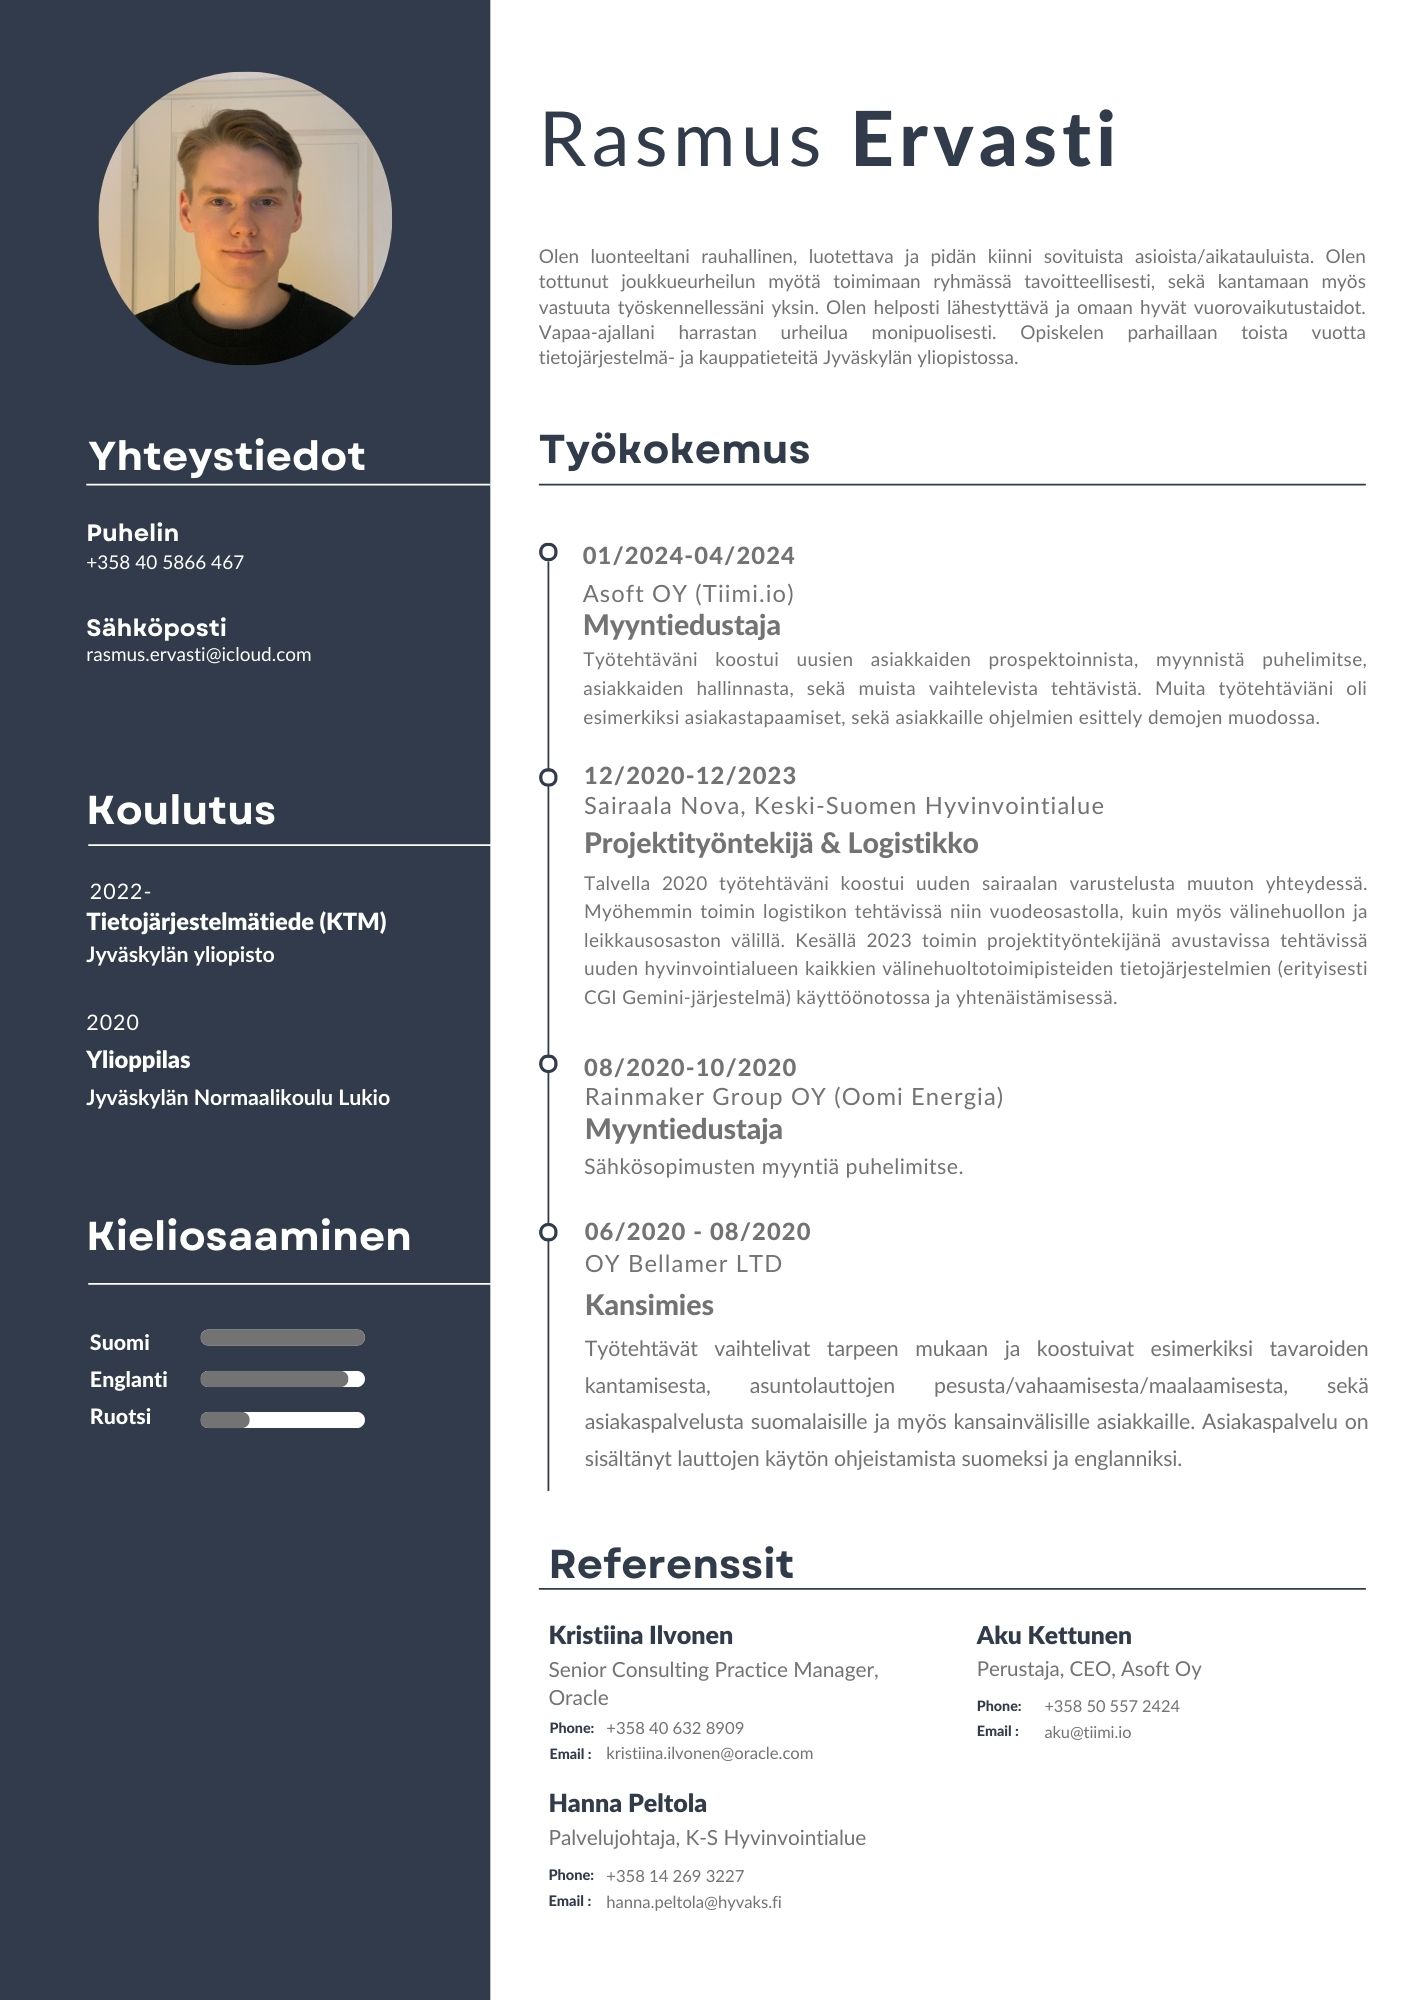 Rasmus Ervasti
Olen luonteeltani rauhallinen, luotettava ja pidän kiinni sovituista asioista/aikatauluista. Olen
tottunut joukkueurheilun myötä toimimaan ryhmässä tavoitteellisesti, sekä kantamaan myös
vastuuta työskennellessäni yksin. Olen helposti lähestyttävä ja omaan hyvät vuorovaikutustaidot.
Vapaa-ajallani harrastan urheilua monipuolisesti. Opiskelen parhaillaan toista vuotta
tietojärjestelmä- ja kauppatieteitä Jyväskylän yliopistossa.
Yhteystiedot
Puhelin
+358 40 5866 467
Sähköposti
rasmus.ervasti@icloud.com
Koulutus
2022-
Tietojärjestelmätiede (KTM)
Jyväskylän yliopisto
2020
Ylioppilas
Jyväskylän Normaalikoulu Lukio
Kieliosaaminen
Suomi
Englanti
Ruotsi
Työkokemus
01/2024-04/2024
Asoft OY (Tiimi.io)
Myyntiedustaja
Työtehtäväni koostui uusien asiakkaiden prospektoinnista, myynnistä puhelimitse,
asiakkaiden hallinnasta, sekä muista vaihtelevista tehtävistä. Muita työtehtäviäni oli
esimerkiksi asiakastapaamiset, sekä asiakkaille ohjelmien esittely demojen muodossa.
12/2020-12/2023
Sairaala Nova, Keski-Suomen Hyvinvointialue
Projektityöntekijä & Logistikko
Talvella 2020 työtehtäväni koostui uuden sairaalan varustelusta muuton yhteydessä.
Myöhemmin toimin logistikon tehtävissä niin vuodeosastolla, kuin myös välinehuollon ja
leikkausosaston välillä. Kesällä 2023 toimin projektityöntekijänä avustavissa tehtävissä
uuden hyvinvointialueen kaikkien välinehuoltotoimipisteiden tietojärjestelmien (erityisesti
CGI Gemini-järjestelmä) käyttöönotossa ja yhtenäistämisessä.
08/2020-10/2020
Rainmaker Group OY (Oomi Energia)
Myyntiedustaja
Sähkösopimusten myyntiä puhelimitse.
06/2020 - 08/2020
OY Bellamer LTD
Kansimies
Työtehtävät vaihtelivat tarpeen mukaan ja koostuivat esimerkiksi tavaroiden
kantamisesta, asuntolauttojen pesusta/vahaamisesta/maalaamisesta, sekä
asiakaspalvelusta suomalaisille ja myös kansainvälisille asiakkaille. Asiakaspalvelu on
sisältänyt lauttojen käytön ohjeistamista suomeksi ja englanniksi.
Referenssit
Kristiina Ilvonen
Senior Consulting Practice Manager,
Oracle
Phone: +358 40 632 8909
Email : kristiina.ilvonen@oracle.com
Aku Kettunen
Perustaja, CEO, Asoft Oy
Phone: +358 50 557 2424
Email : aku@tiimi.io
Hanna Peltola
Palvelujohtaja, K-S Hyvinvointialue
Phone: +358 14 269 3227
Email : hanna.peltola@hyvaks.fi